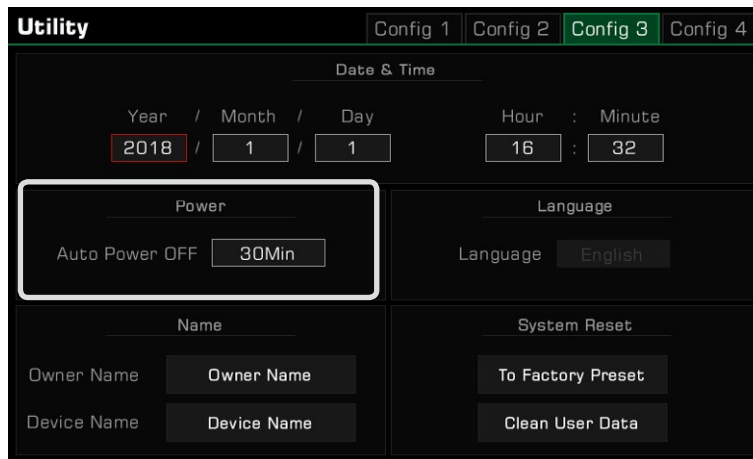 Utility
Config 1 Config 2 Config 3 Config 4
Date & Time
Year / Month / Day Hour : Minute
2018 / 1 / 1 16 : 32
Power
Auto Power OFF 30Min
Language
Language English
Name
Owner Name Owner Name
Device Name Device Name
System Reset
To Factory Preset
Clean User Data